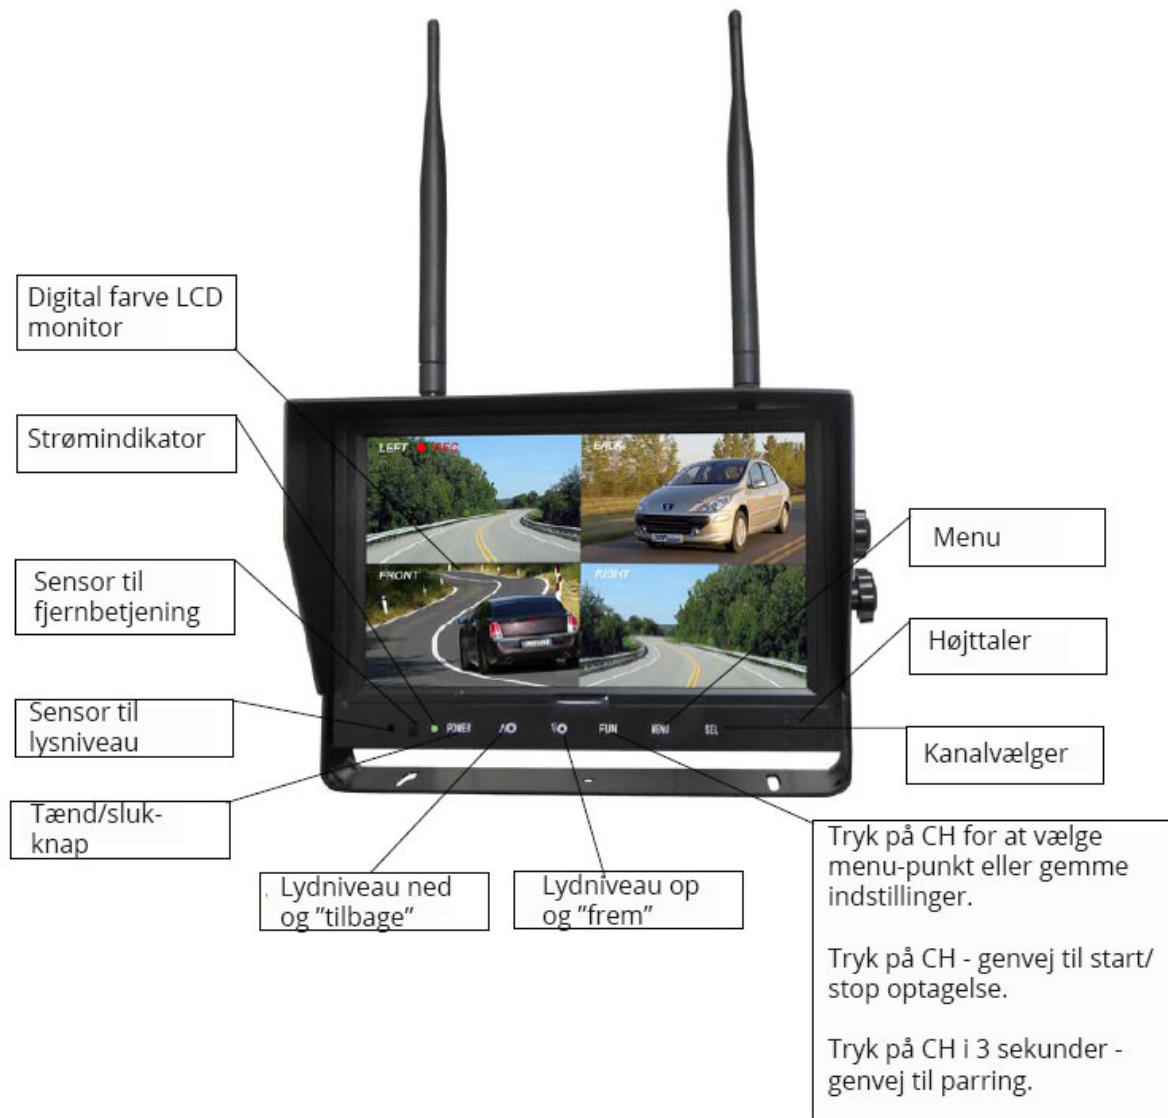 Digital farve LCD
monitor
Strømindikator
Sensor til
fjernbetjening
Sensor til
lysniveau
Tænd/sluk-
knap
Lydniveau ned
og ”tilbage”
Lydniveau op
og ”frem”
LEFT REC
BACK
FRONT
RIGHT
POWER
FUN
MENU
SEL
Menu
Højttaler
Kanalvælger
Tryk på CH for at vælge
menu-punkt eller gemme
indstillinger.
Tryk på CH - genvej til start/
stop optagelse.
Tryk på CH i 3 sekunder -
genvej til parring.